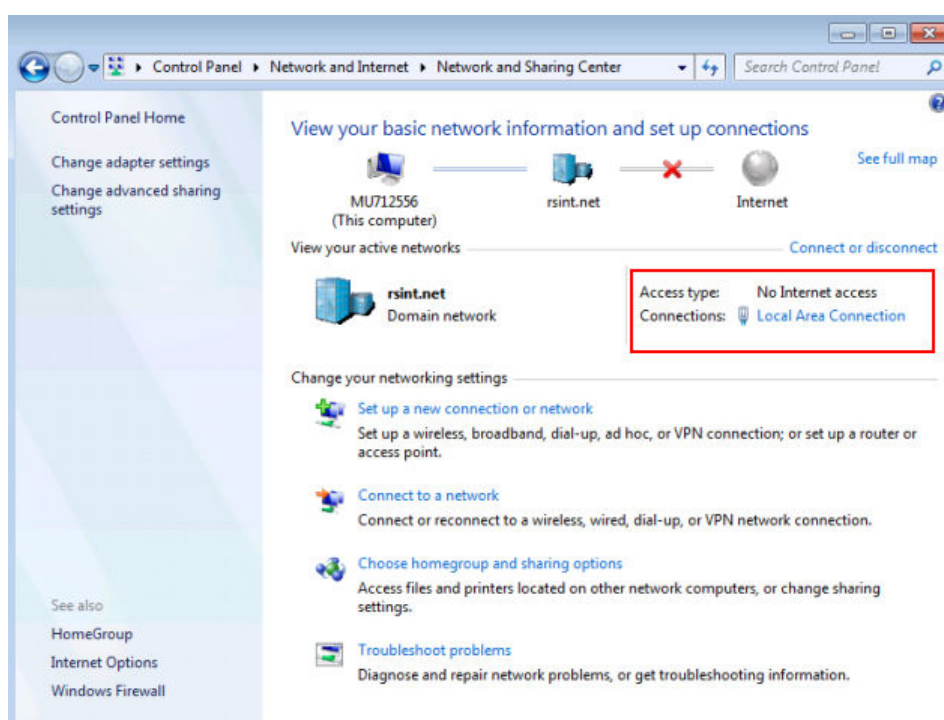 Control Panel ▸ Network and Internet ▸ Network and Sharing Center
Search Control Panel
Control Panel Home
Change adapter settings
Change advanced sharing
settings
View your basic network information and set up connections
See full map
MU712556
(This computer)
rsint.net
Internet
View your active networks
Connect or disconnect
rsint.net
Domain network
Access type: No Internet access
Connections: Local Area Connection
Change your networking settings
Set up a new connection or network
Set up a wireless, broadband, dial-up, ad hoc, or VPN connection; or set up a router or
access point.
Connect to a network
Connect or reconnect to a wireless, wired, dial-up, or VPN network connection.
Choose homegroup and sharing options
Access files and printers located on other network computers, or change sharing
settings.
Troubleshoot problems
Diagnose and repair network problems, or get troubleshooting information.
See also
HomeGroup
Internet Options
Windows Firewall